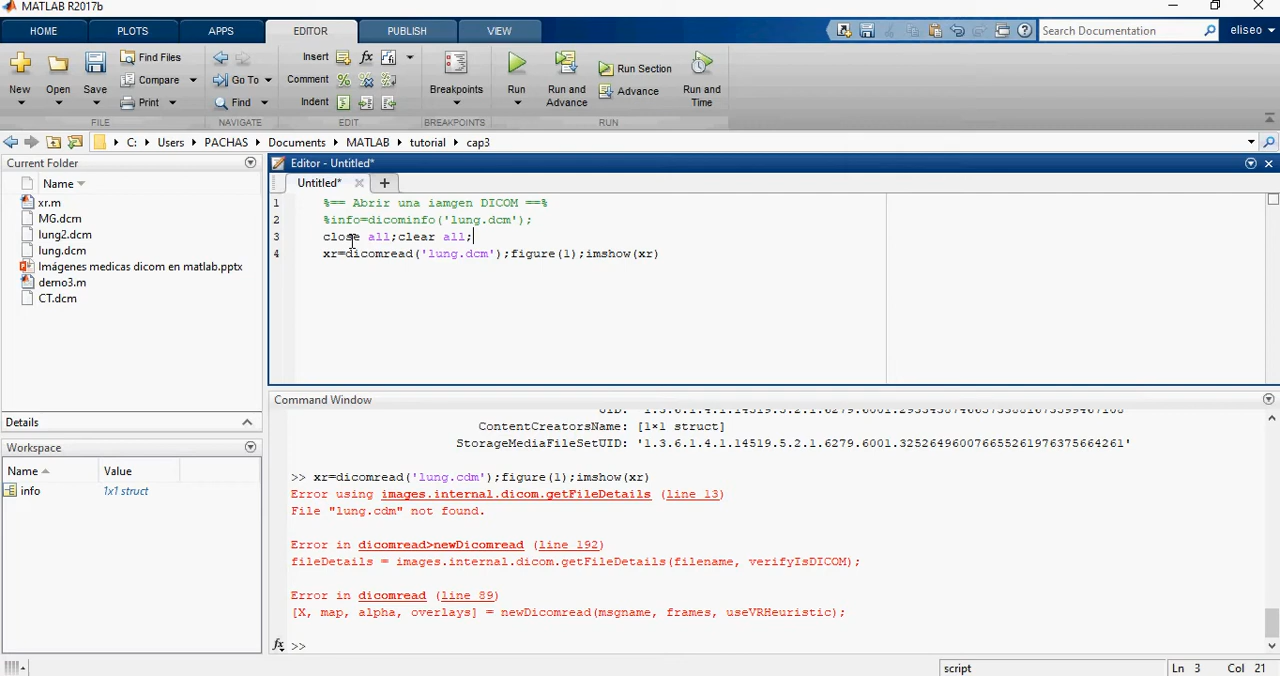 MATLAB R2017b
HOME PLOTS APPS EDITOR PUBLISH VIEW Search Documentation eliseo
New Open Save Find Files Compare Print Go To Find Insert fx Comment Indent Breakpoints Run Run and Advance Run Section Advance Run and Time
FILE NAVIGATE EDIT BREAKPOINTS RUN
C: Users PACHAS Documents MATLAB tutorial cap3
Current Folder
Name
xr.m
MG.dcm
lung2.dcm
lung.dcm
Imágenes medicas dicom en matlab.pptx
demo3.m
CT.dcm
Details
Workspace
Name Value
info 1x1 struct
Editor - Untitled*
Untitled*
1 %== Abrir una iamgen DICOM ==%
2 %info=dicominfo('lung.dcm');
3 close all;clear all;
4 xr=dicomread('lung.dcm');figure(1);imshow(xr)
Command Window
ContentCreatorsName: [1×1 struct]
StorageMediaFileSetUID: '1.3.6.1.4.1.14519.5.2.1.6279.6001.325264960076655261976375664261'
>> xr=dicomread('lung.cdm');figure(1);imshow(xr)
Error using images.internal.dicom.getFileDetails (line 13)
File "lung.cdm" not found.
Error in dicomread>newDicomread (line 192)
fileDetails = images.internal.dicom.getFileDetails(filename, verifyIsDICOM);
Error in dicomread (line 89)
[X, map, alpha, overlays] = newDicomread(msgname, frames, useVRHeuristic);
fx >>
script Ln 3 Col 21